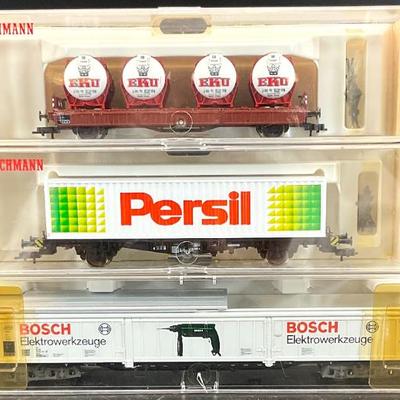 HMANN
EKU EKU EKU EKU
CHMANN
Persil
BOSCH
Elektrowerkzeuge
BOSCH
Elektrowerkzeuge